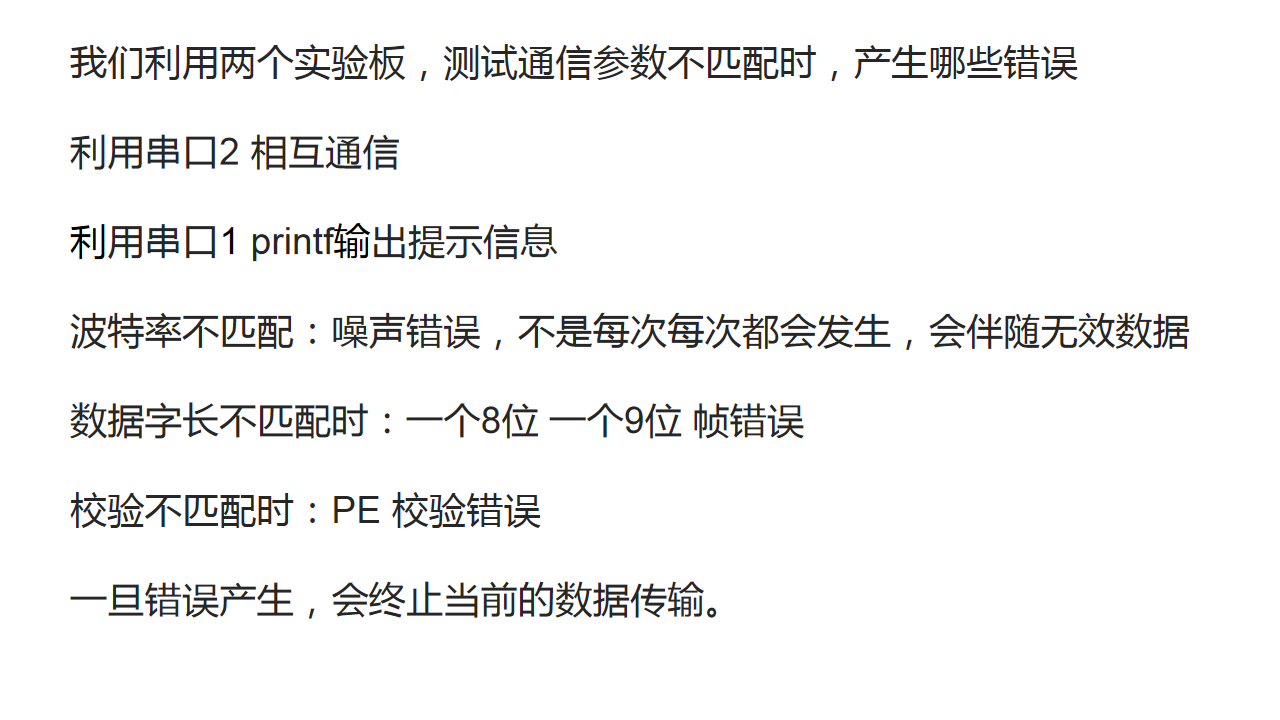 我们利用两个实验板，测试通信参数不匹配时，产生哪些错误
利用串口2 相互通信
利用串口1 printf输出提示信息
波特率不匹配：噪声错误，不是每次每次都会发生，会伴随无效数据
数据字长不匹配时：一个8位 一个9位 帧错误
校验不匹配时：PE 校验错误
一旦错误产生，会终止当前的数据传输。